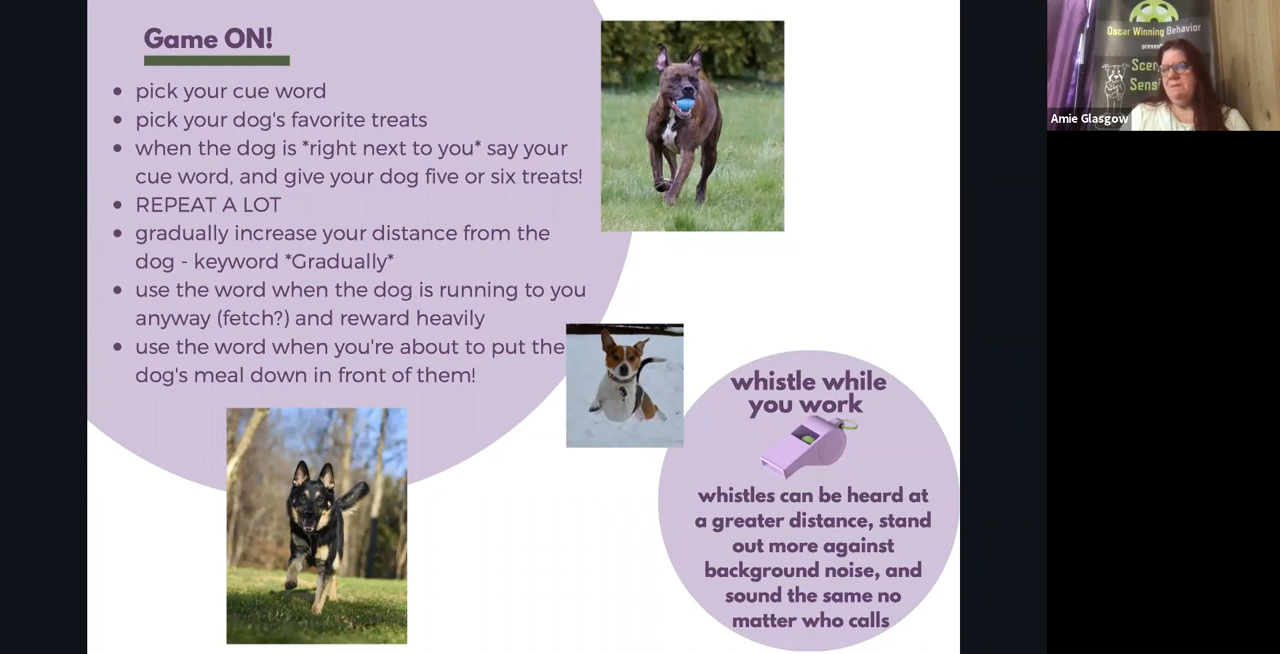 Game ON!
pick your cue word
pick your dog's favorite treats
when the dog is *right next to you* say your
cue word, and give your dog five or six treats!
REPEAT A LOT
gradually increase your distance from the
dog - keyword *Gradually*
use the word when the dog is running to you
anyway (fetch?) and reward heavily
use the word when you're about to put the
dog's meal down in front of them!
whistle while
you work
whistles can be heard at
a greater distance, stand
out more against
background noise, and
sound the same no
matter who calls
Oscar Winning Behavior
Amie Glasgow